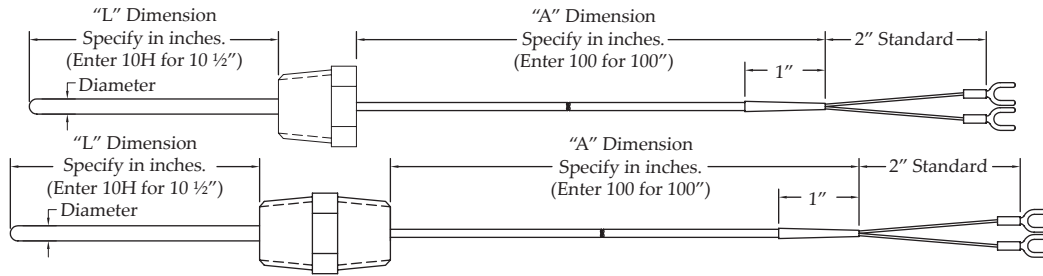 “L” Dimension
Specify in inches.
(Enter 10H for 10 ½”)
Diameter
“A” Dimension
Specify in inches.
(Enter 100 for 100”)
2” Standard
1”
“L” Dimension
Specify in inches.
(Enter 10H for 10 ½”)
Diameter
“A” Dimension
Specify in inches.
(Enter 100 for 100”)
2” Standard
1”